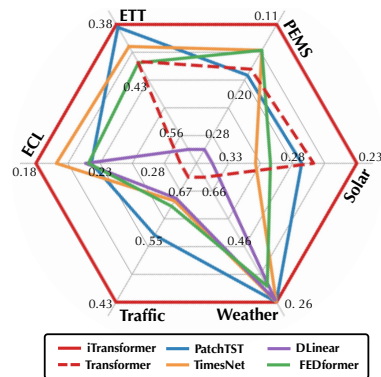 ETT
0.38
0.11
PEMS
0.43
0.20
0.56
0.28
ECL
0.18
0.23
0.28
0.33
0.28
0.23
Solar
0.67
0.66
0. 55
0.46
0.43
Traffic
Weather
0. 26
iTransformer
PatchTST
DLinear
Transformer
TimesNet
FEDformer